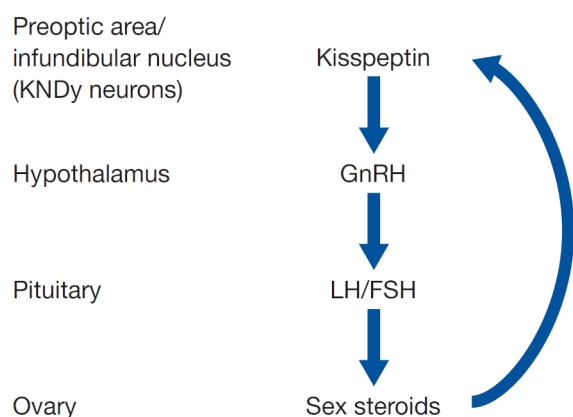 Preoptic area/
infundibular nucleus
(KNDy neurons)
Kisspeptin
Hypothalamus
GnRH
Pituitary
LH/FSH
Ovary
Sex steroids